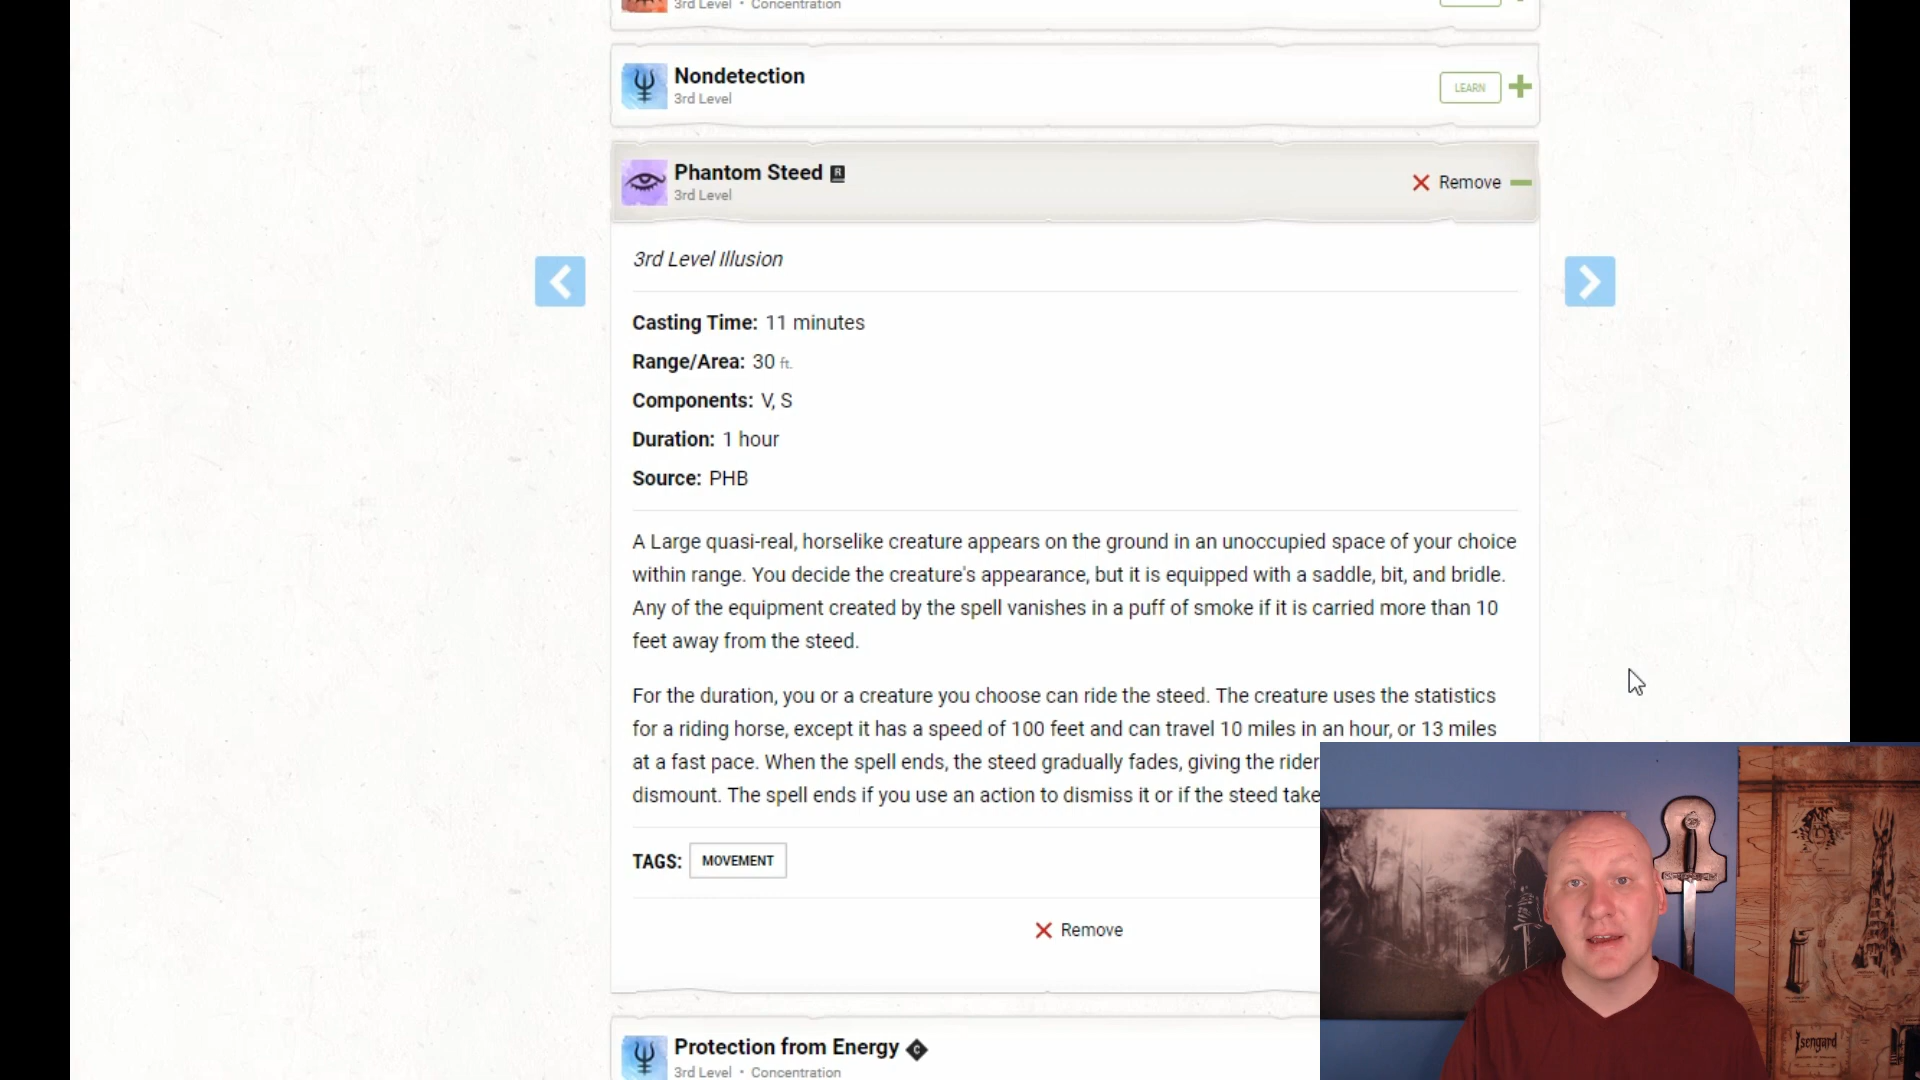 3rd Level • Concentration
Nondetection
3rd Level
LEARN
Phantom Steed
3rd Level
Remove
3rd Level Illusion
Casting Time: 11 minutes
Range/Area: 30 ft.
Components: V, S
Duration: 1 hour
Source: PHB
A Large quasi-real, horselike creature appears on the ground in an unoccupied space of your choice
within range. You decide the creature's appearance, but it is equipped with a saddle, bit, and bridle.
Any of the equipment created by the spell vanishes in a puff of smoke if it is carried more than 10
feet away from the steed.
For the duration, you or a creature you choose can ride the steed. The creature uses the statistics
for a riding horse, except it has a speed of 100 feet and can travel 10 miles in an hour, or 13 miles
at a fast pace. When the spell ends, the steed gradually fades, giving the rider
dismount. The spell ends if you use an action to dismiss it or if the steed take
TAGS: MOVEMENT
Remove
Protection from Energy C
3rd Level • Concentration
Isengard